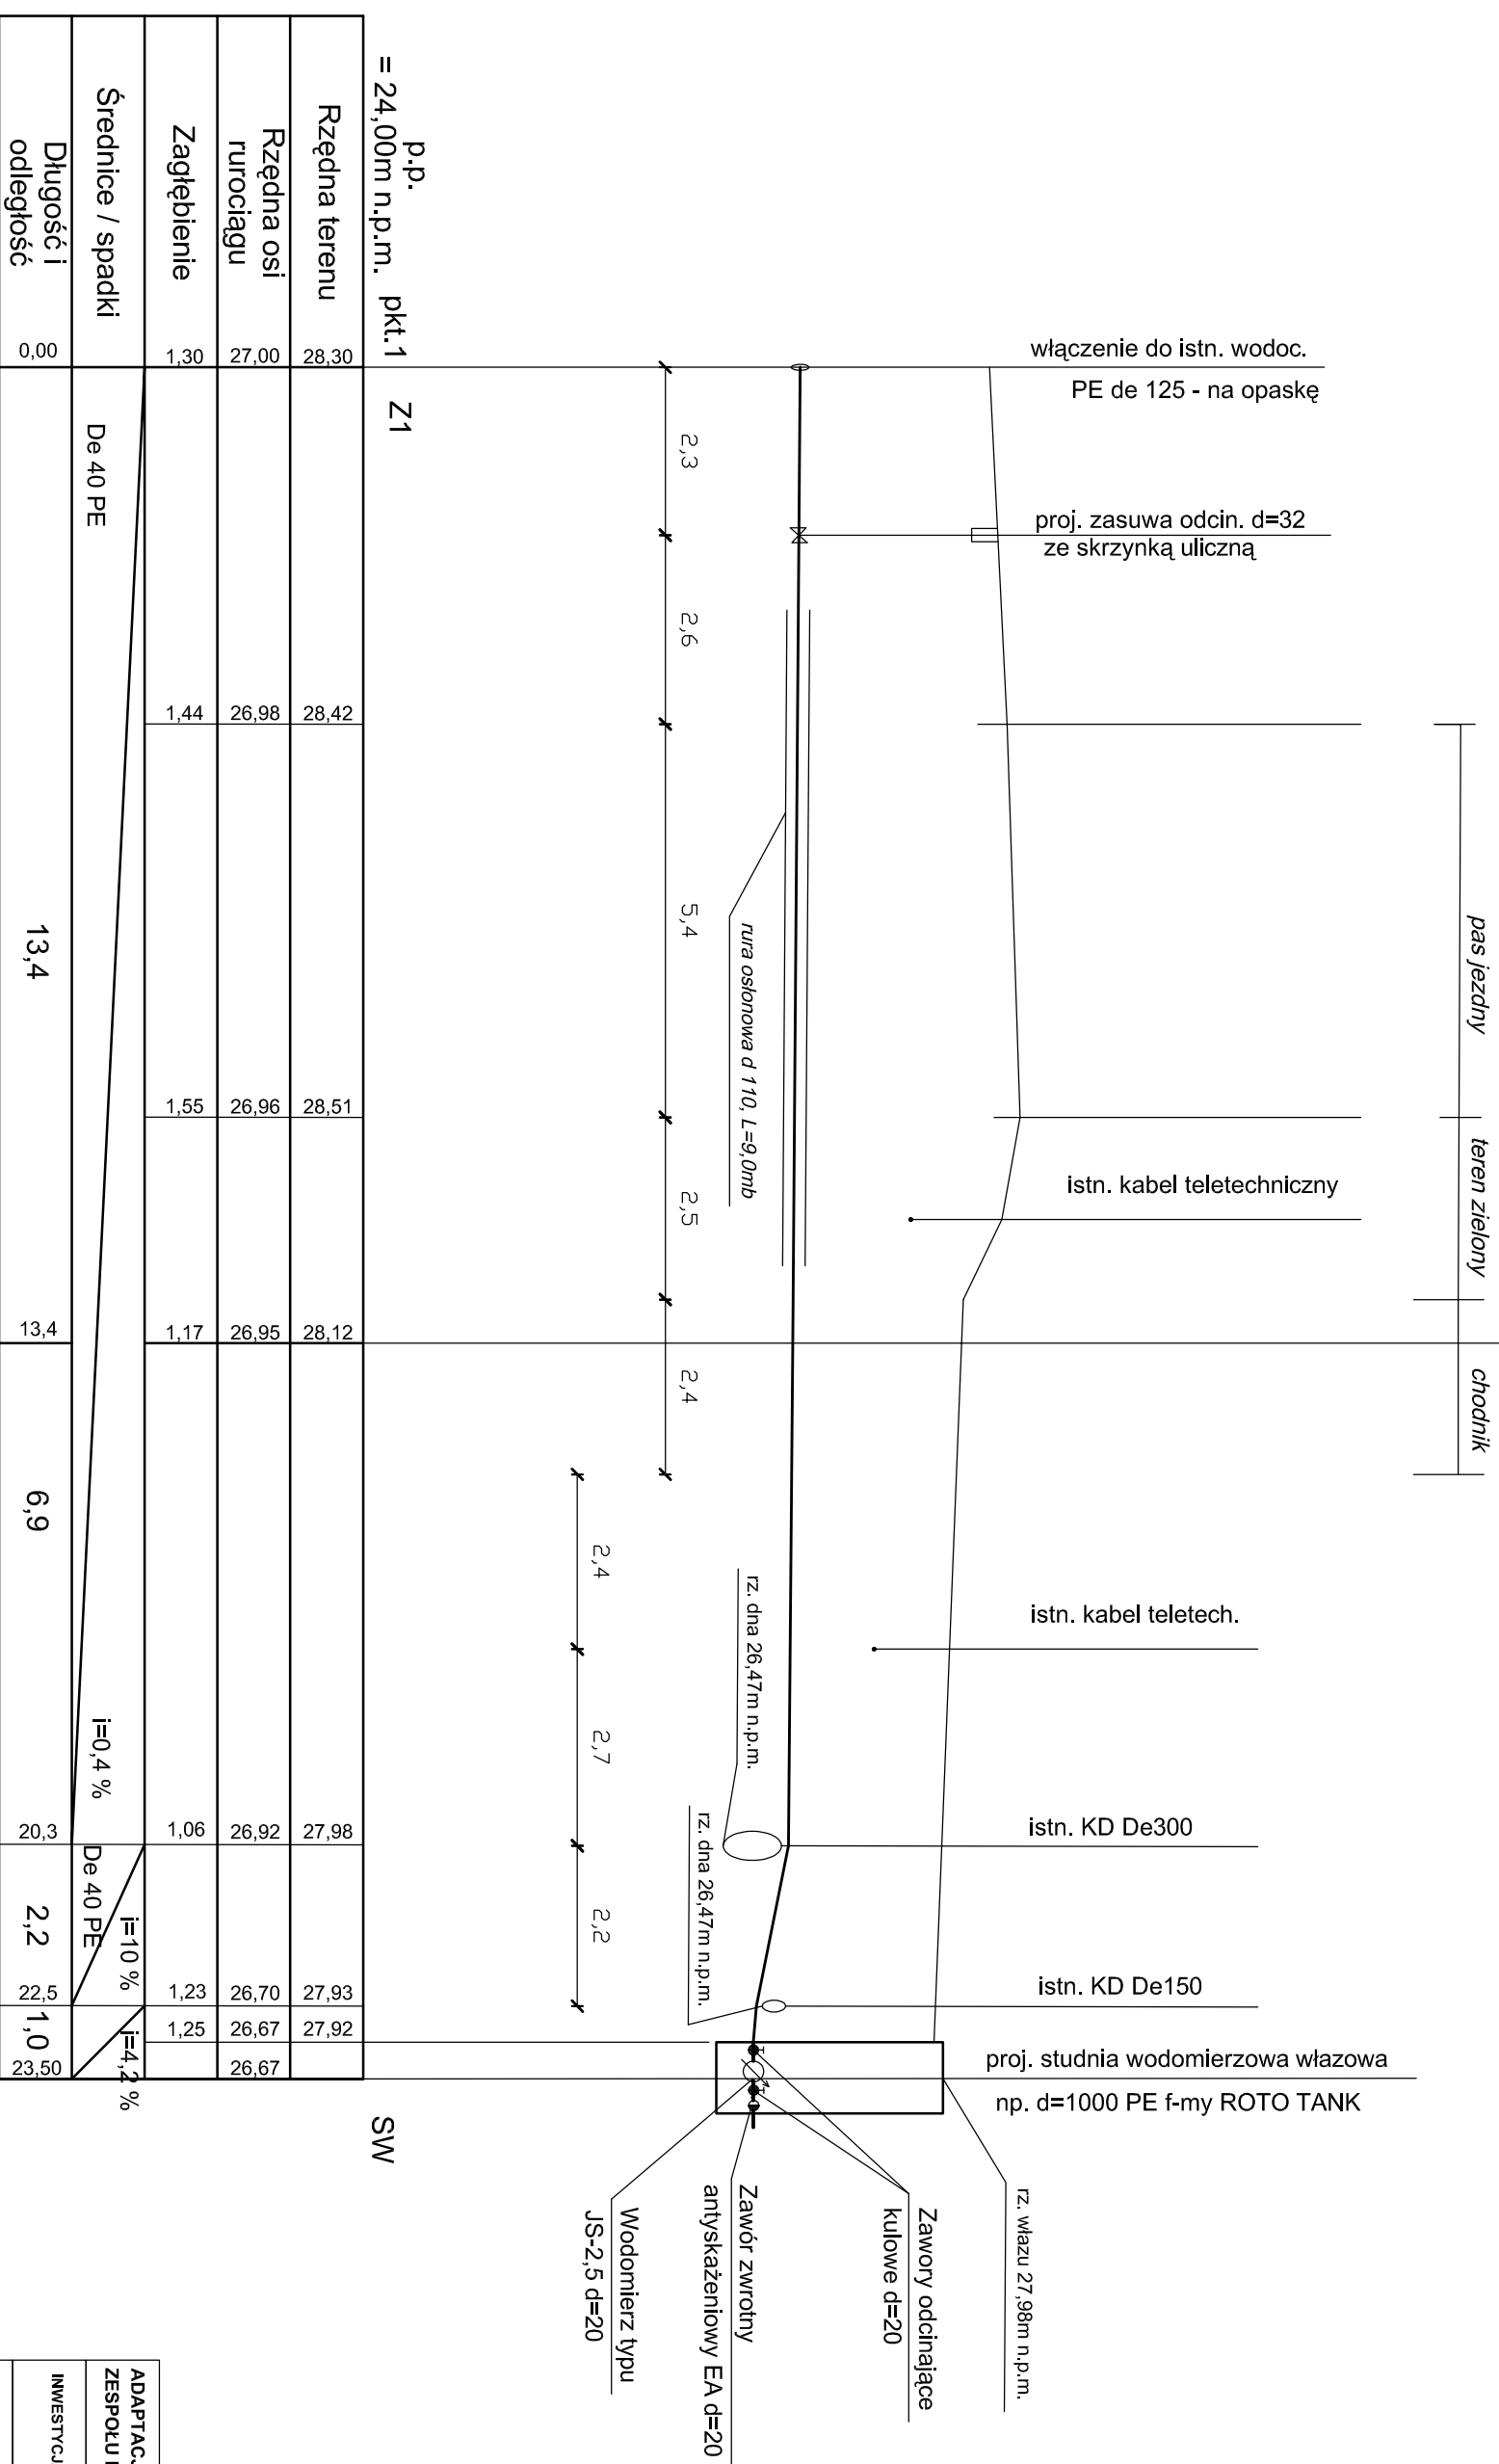 włączenie do istn. wodoc.
PE de 125 - na opaskę
proj. zasuwa odcin. d=32
ze skrzynką uliczną
pas jezdny
teren zielony
chodnik
istn. kabel teletechniczny
istn. kabel teletech.
istn. KD De300
istn. KD De150
proj. studnia wodomierzowa włazowa
np. d=1000 PE f-my ROTO TANK
rz. włazu 27,98m n.p.m.
Zawory odcinające
kulowe d=20
Zawór zwrotny
antyskażeniowy EA d=20
Wodomierz typu
JS-2,5 d=20
rura osłonowa d 110, L=9,0mb
rz. dna 26,47m n.p.m.
rz. dna 26,47m n.p.m.
2,3
2,6
5,4
2,5
2,4
2,4
2,7
2,2
p.p.
= 24,00m n.p.m.
pkt.1
Z1
SW
Rzędna terenu
28,30
28,42
28,51
28,12
27,98
27,93
27,92
Rzędna osi
rurociągu
27,00
26,98
26,96
26,95
26,92
26,70
26,67
26,67
Zagłębienie
1,30
1,44
1,55
1,17
1,06
1,23
1,25
Średnice / spadki
De 40 PE
i=0,4 %
De 40 PE
i=10 %
i=4,2 %
Długość i
odległość
0,00
13,4
13,4
6,9
20,3
2,2
22,5
1,0
23,50